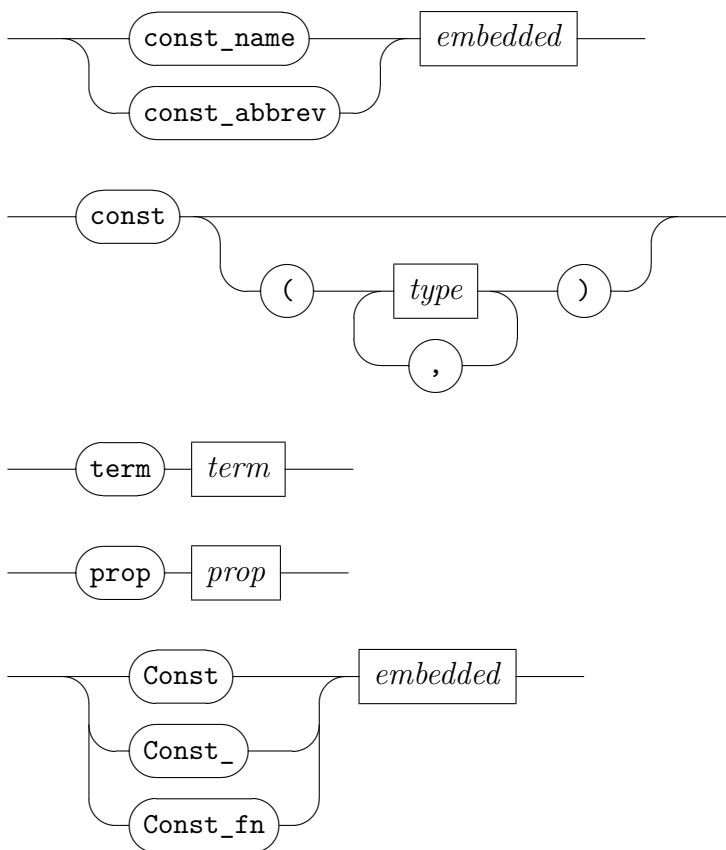 const_name embedded
const_abbrev
const
( type )
,
term term
prop prop
Const embedded
Const_
Const_fn